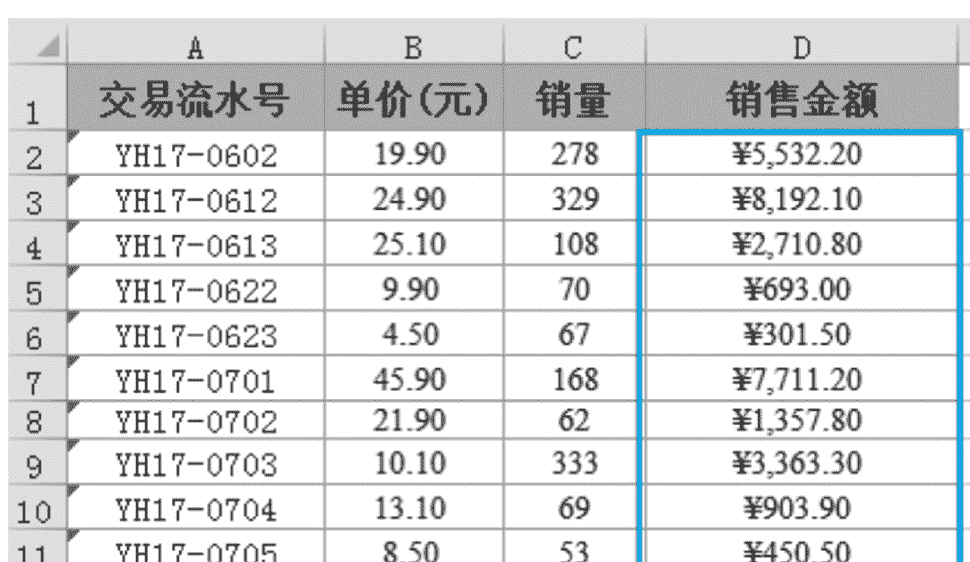 A B C D
1 交易流水号 单价(元) 销量 销售金额
2 YH17-0602 19.90 278 ¥5,532.20
3 YH17-0612 24.90 329 ¥8,192.10
4 YH17-0613 25.10 108 ¥2,710.80
5 YH17-0622 9.90 70 ¥693.00
6 YH17-0623 4.50 67 ¥301.50
7 YH17-0701 45.90 168 ¥7,711.20
8 YH17-0702 21.90 62 ¥1,357.80
9 YH17-0703 10.10 333 ¥3,363.30
10 YH17-0704 13.10 69 ¥903.90
11 YH17-0705 8.50 53 ¥450.50